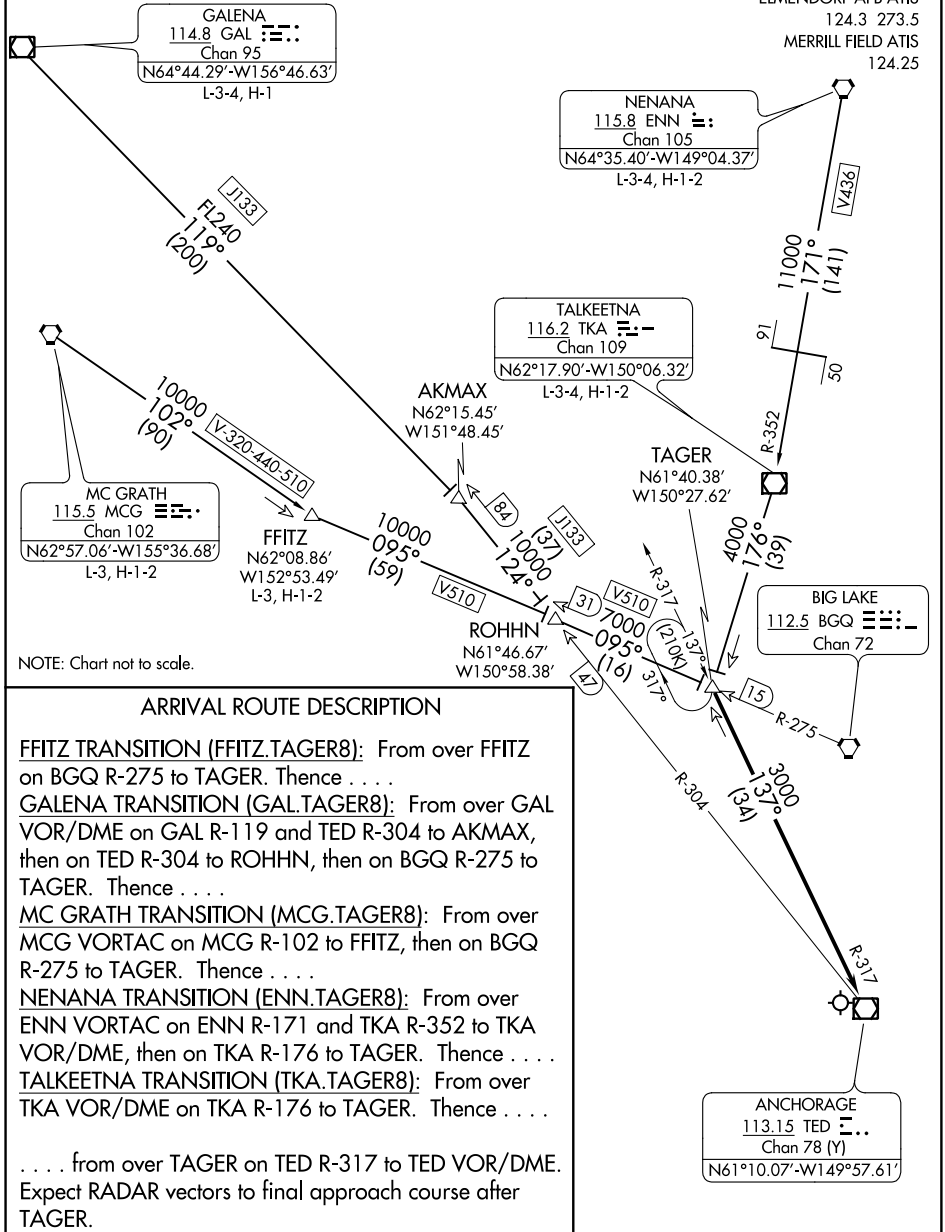 ELMENDORF AFB ATIS
124.3 273.5
MERRILL FIELD ATIS
124.25
GALENA
114.8 GAL
Chan 95
N64°44.29'-W156°46.63'
L-3-4, H-1
NENANA
115.8 ENN
Chan 105
N64°35.40'-W149°04.37'
L-3-4, H-1-2
J133
FL240
119°
(200)
V436
11000
171°
(141)
91
50
R-352
TALKEETNA
116.2 TKA
Chan 109
N62°17.90'-W150°06.32'
L-3-4, H-1-2
AKMAX
N62°15.45'
W151°48.45'
TAGER
N61°40.38'
W150°27.62'
10000
102°
(90)
V-320-440-510
MC GRATH
115.5 MCG
Chan 102
N62°57.06'-W155°36.68'
L-3, H-1-2
FFITZ
N62°08.86'
W152°53.49'
L-3, H-1-2
10000
095°
(59)
V510
84
J133
(37)
10000
124°
4000
176°
(39)
ROHHN
N61°46.67'
W150°58.38'
31
V510
7000
095°
(16)
R-317
137°
(210K)
317°
47
BIG LAKE
112.5 BGQ
Chan 72
15
R-275
R-304
3000
137°
(34)
R-317
ANCHORAGE
113.15 TED
Chan 78 (Y)
N61°10.07'-W149°57.61'
NOTE: Chart not to scale.
ARRIVAL ROUTE DESCRIPTION
FFITZ TRANSITION (FFITZ.TAGER8): From over FFITZ
on BGQ R-275 to TAGER. Thence . . . .
GALENA TRANSITION (GAL.TAGER8): From over GAL
VOR/DME on GAL R-119 and TED R-304 to AKMAX,
then on TED R-304 to ROHHN, then on BGQ R-275 to
TAGER. Thence . . . .
MC GRATH TRANSITION (MCG.TAGER8): From over
MCG VORTAC on MCG R-102 to FFITZ, then on BGQ
R-275 to TAGER. Thence . . . .
NENANA TRANSITION (ENN.TAGER8): From over
ENN VORTAC on ENN R-171 and TKA R-352 to TKA
VOR/DME, then on TKA R-176 to TAGER. Thence . . . .
TALKEETNA TRANSITION (TKA.TAGER8): From over
TKA VOR/DME on TKA R-176 to TAGER. Thence . . . .
. . . . from over TAGER on TED R-317 to TED VOR/DME.
Expect RADAR vectors to final approach course after
TAGER.